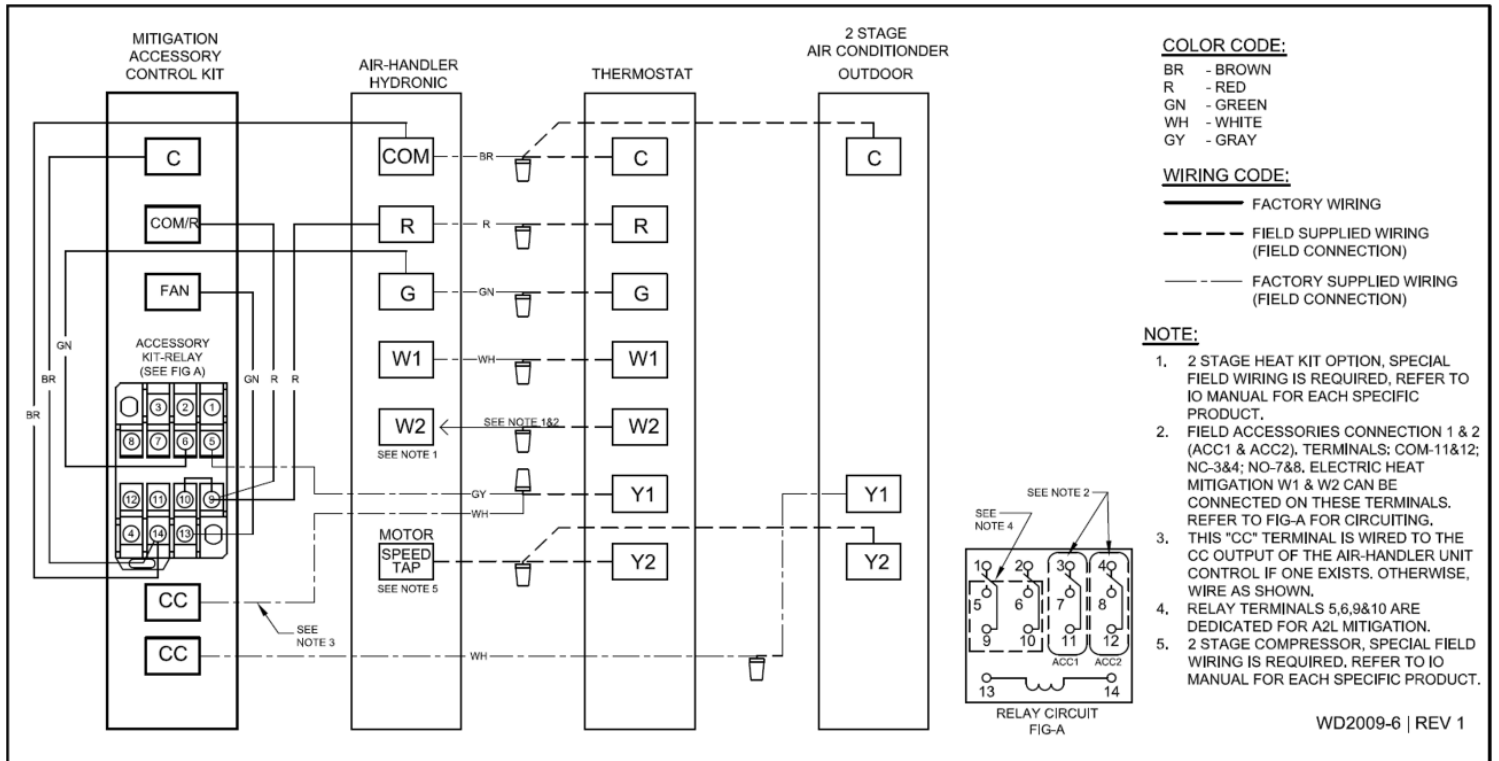 MITIGATION
ACCESSORY
CONTROL KIT
C
COM/R
FAN
GN
BR
BR
GN
R
R
ACCESSORY
KIT-RELAY
(SEE FIG A)
3
2
1
8
7
6
5
12
11
10
9
4
14
13
CC
CC
SEE
NOTE 3
AIR-HANDLER
HYDRONIC
COM
R
G
W1
W2
SEE NOTE 1
MOTOR
SPEED
TAP
SEE NOTE 5
BR
R
GN
WH
SEE NOTE 1&2
GY
WH
WH
THERMOSTAT
C
R
G
W1
W2
Y1
Y2
2 STAGE
AIR CONDITIONDER
OUTDOOR
C
Y1
Y2
COLOR CODE:
BR - BROWN
R - RED
GN - GREEN
WH - WHITE
GY - GRAY
WIRING CODE:
FACTORY WIRING
FIELD SUPPLIED WIRING
(FIELD CONNECTION)
FACTORY SUPPLIED WIRING
(FIELD CONNECTION)
NOTE:
1. 2 STAGE HEAT KIT OPTION, SPECIAL
FIELD WIRING IS REQUIRED, REFER TO
IO MANUAL FOR EACH SPECIFIC
PRODUCT.
2. FIELD ACCESSORIES CONNECTION 1 & 2
(ACC1 & ACC2). TERMINALS: COM-11&12;
NC-3&4; NO-7&8. ELECTRIC HEAT
MITIGATION W1 & W2 CAN BE
CONNECTED ON THESE TERMINALS.
REFER TO FIG-A FOR CIRCUITING.
3. THIS "CC" TERMINAL IS WIRED TO THE
CC OUTPUT OF THE AIR-HANDLER UNIT
CONTROL IF ONE EXISTS. OTHERWISE,
WIRE AS SHOWN.
4. RELAY TERMINALS 5,6,9&10 ARE
DEDICATED FOR A2L MITIGATION.
5. 2 STAGE COMPRESSOR, SPECIAL FIELD
WIRING IS REQUIRED, REFER TO IO
MANUAL FOR EACH SPECIFIC PRODUCT.
SEE NOTE 2
SEE
NOTE 4
1
2
3
4
5
6
7
8
9
10
11
12
ACC1
ACC2
13
14
RELAY CIRCUIT
FIG-A
WD2009-6 | REV 1